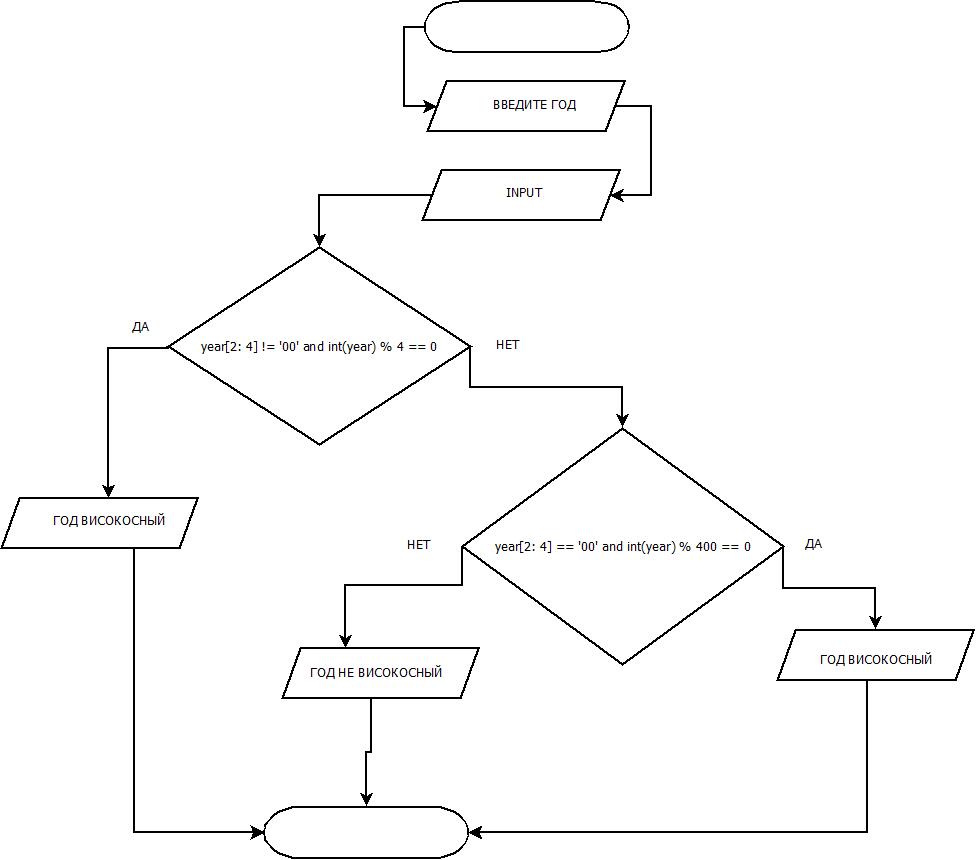 ВВЕДИТЕ ГОД
INPUT
ДА
year[2: 4] != '00' and int(year) % 4 == 0
НЕТ
ГОД ВИСОКОСНЫЙ
НЕТ
year[2: 4] == '00' and int(year) % 400 == 0
ДА
ГОД НЕ ВИСОКОСНЫЙ
ГОД ВИСОКОСНЫЙ